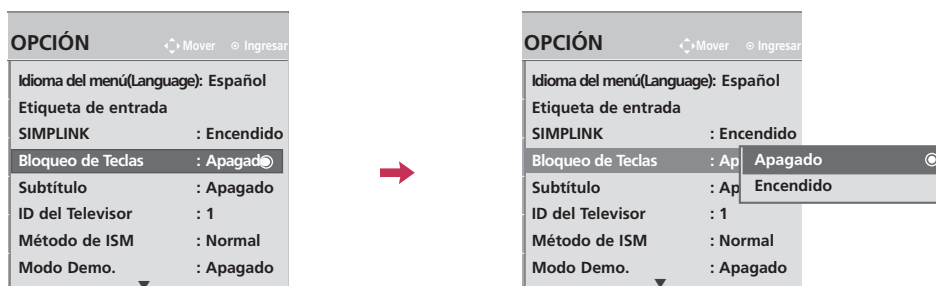 OPCIÓN Mover Ingresar
Idioma del menú(Language): Español
Etiqueta de entrada
SIMPLINK : Encendido
Bloqueo de Teclas : Apagado
Subtítulo : Apagado
ID del Televisor : 1
Método de ISM : Normal
Modo Demo. : Apagado
OPCIÓN Mover Ingresar
Idioma del menú(Language): Español
Etiqueta de entrada
SIMPLINK : Encendido
Bloqueo de Teclas : Ap
Apagado
Subtítulo : Ap
Encendido
ID del Televisor : 1
Método de ISM : Normal
Modo Demo. : Apagado